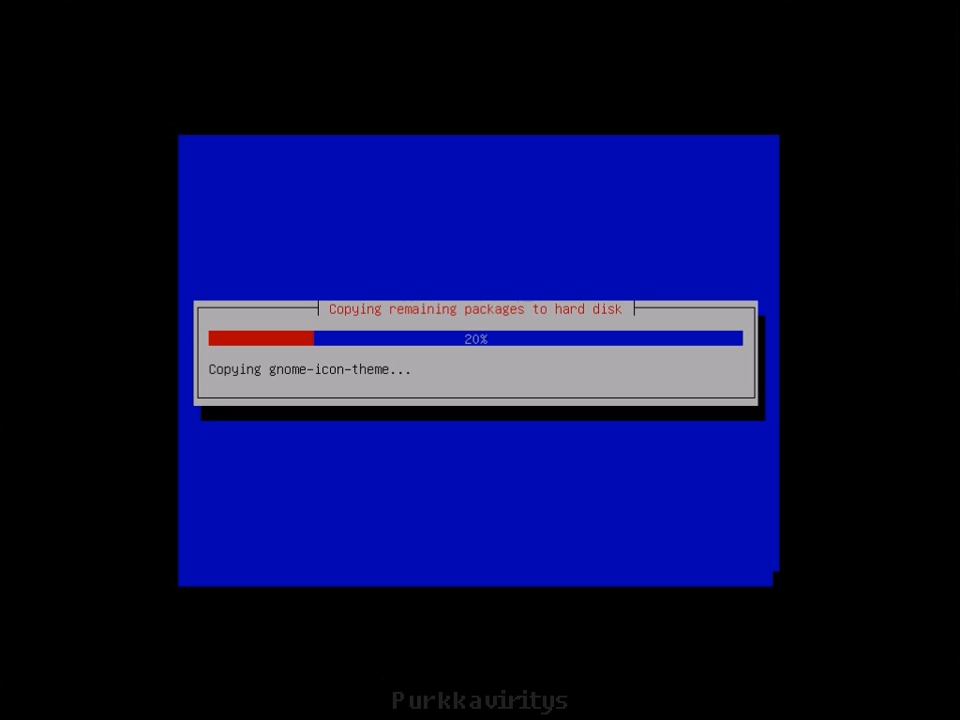 Copying remaining packages to hard disk
20%
Copying gnome-icon-theme...
Purkkaviritys